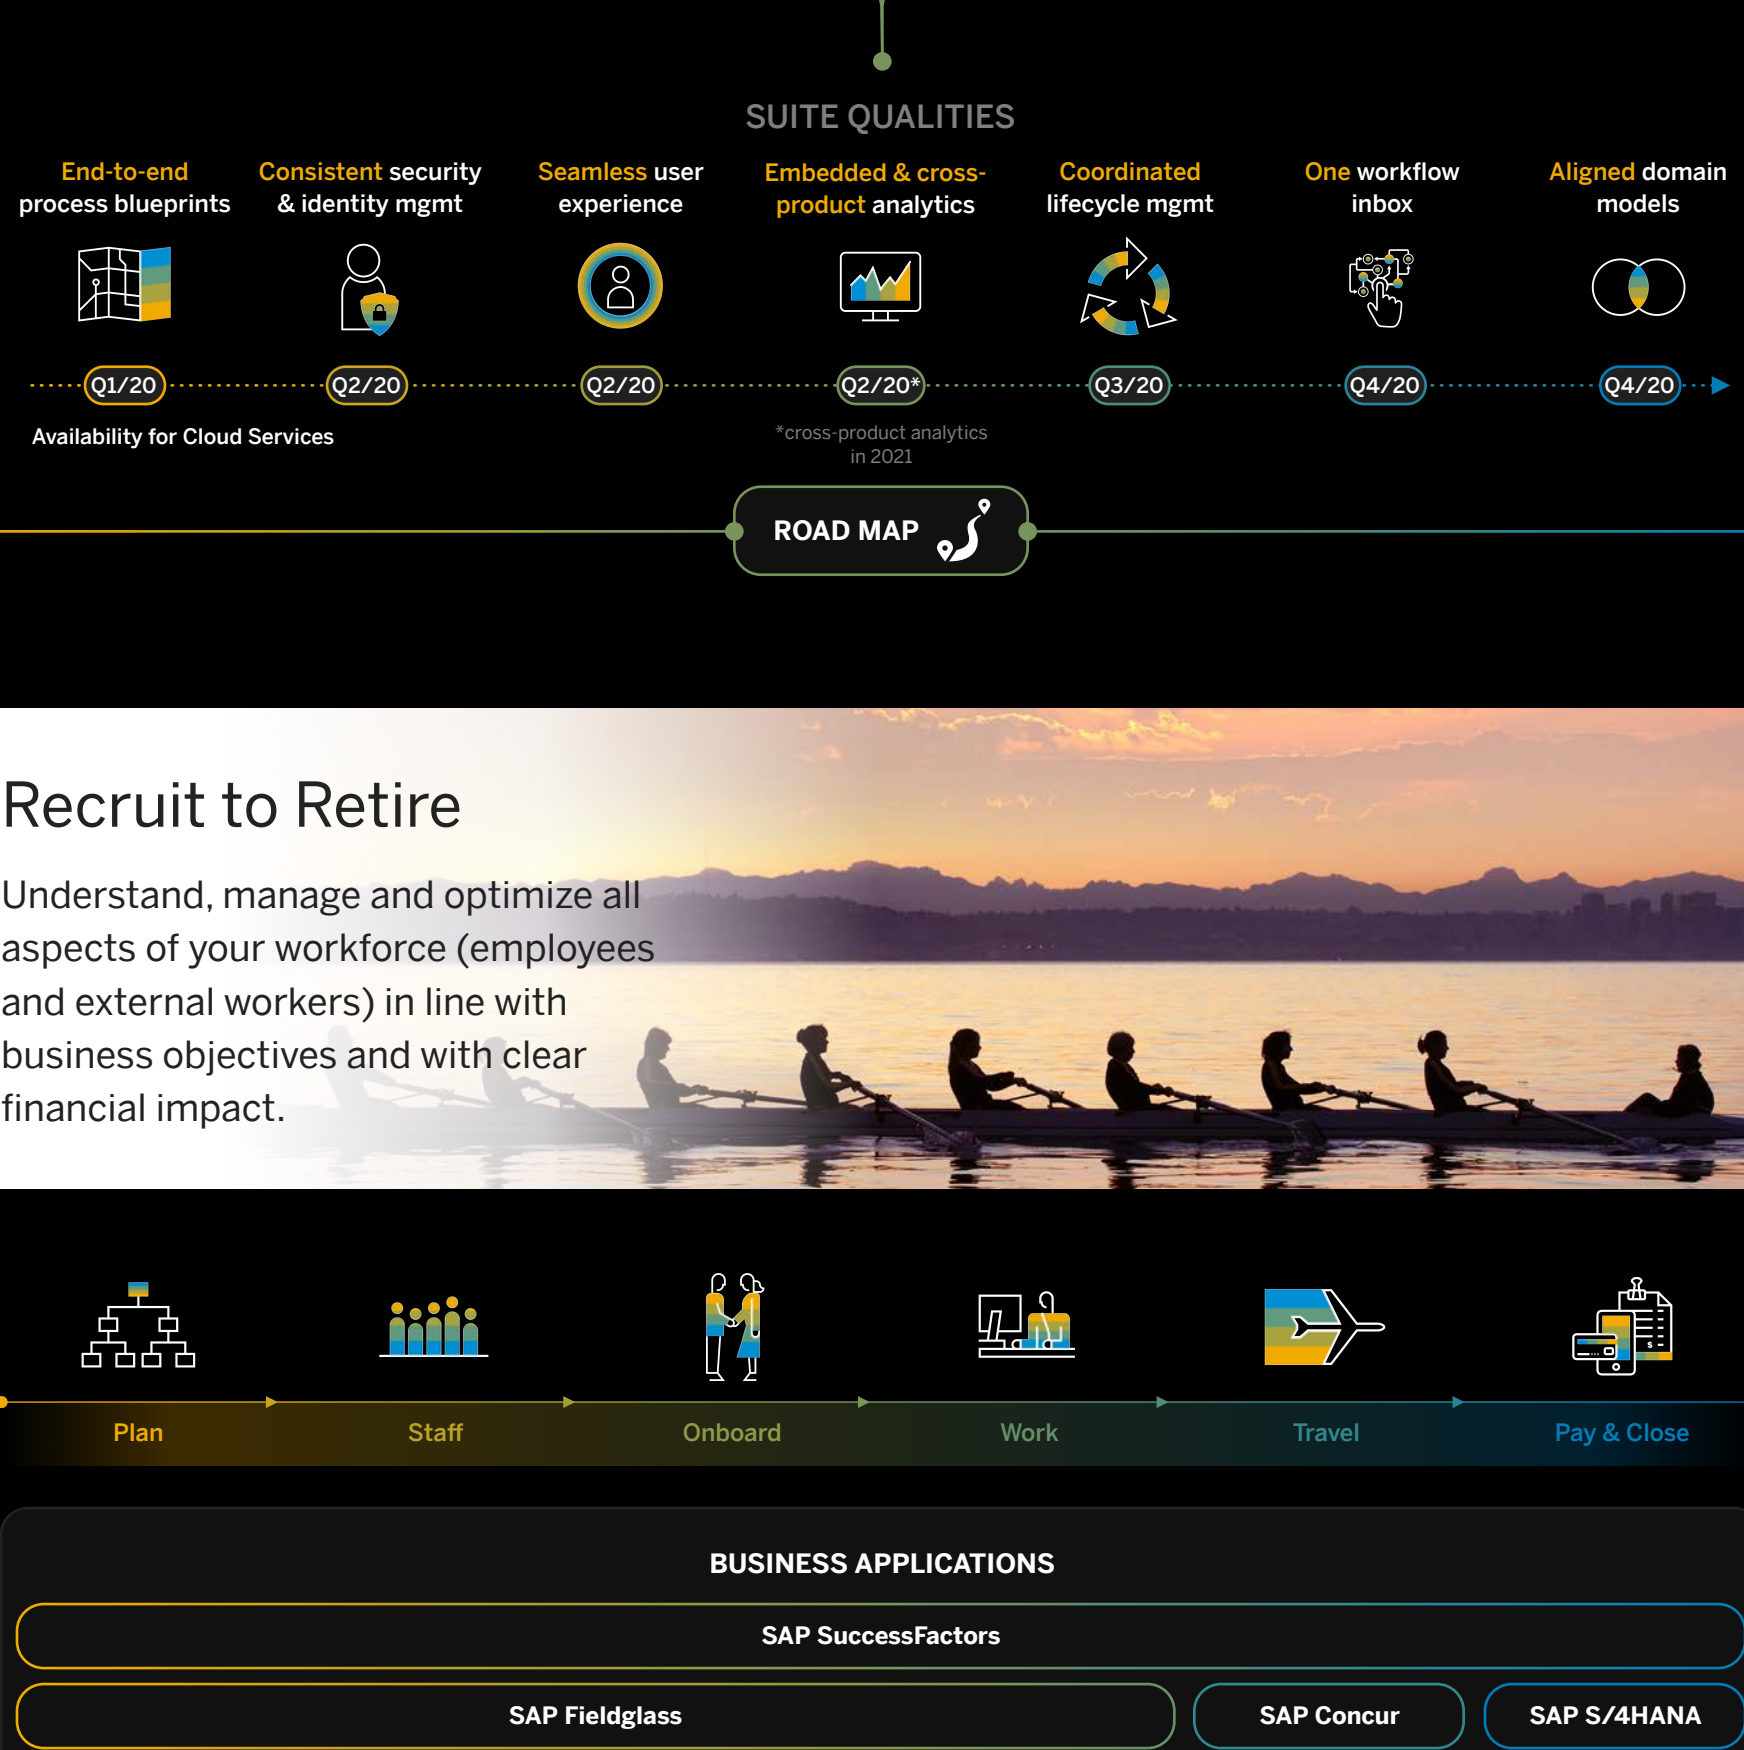 SUITE QUALITIES
End-to-end
process blueprints
Consistent security
& identity mgmt
Seamless user
experience
Embedded & cross-
product analytics
Coordinated
lifecycle mgmt
One workflow
inbox
Aligned domain
models
Q1/20
Q2/20
Q2/20
Q2/20*
Q3/20
Q4/20
Q4/20
Availability for Cloud Services
*cross-product analytics
in 2021
ROAD MAP
Recruit to Retire
Understand, manage and optimize all
aspects of your workforce (employees
and external workers) in line with
business objectives and with clear
financial impact.
$
Plan
Staff
Onboard
Work
Travel
Pay & Close
BUSINESS APPLICATIONS
SAP SuccessFactors
SAP Fieldglass
SAP Concur
SAP S/4HANA